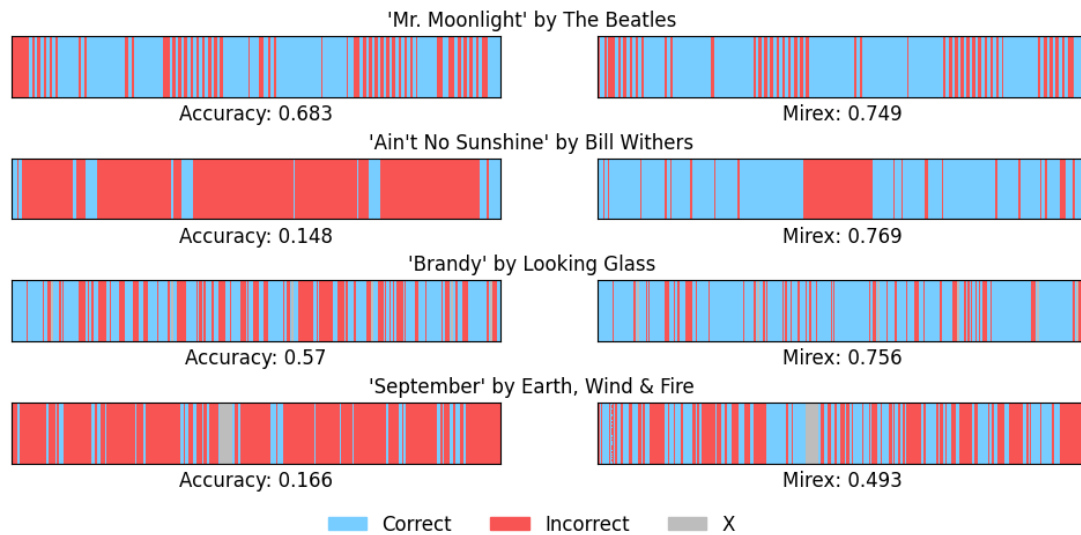 'Mr. Moonlight' by The Beatles
Accuracy: 0.683
Mirex: 0.749
'Ain't No Sunshine' by Bill Withers
Accuracy: 0.148
Mirex: 0.769
'Brandy' by Looking Glass
Accuracy: 0.57
Mirex: 0.756
'September' by Earth, Wind & Fire
Accuracy: 0.166
Mirex: 0.493
Correct
Incorrect
X